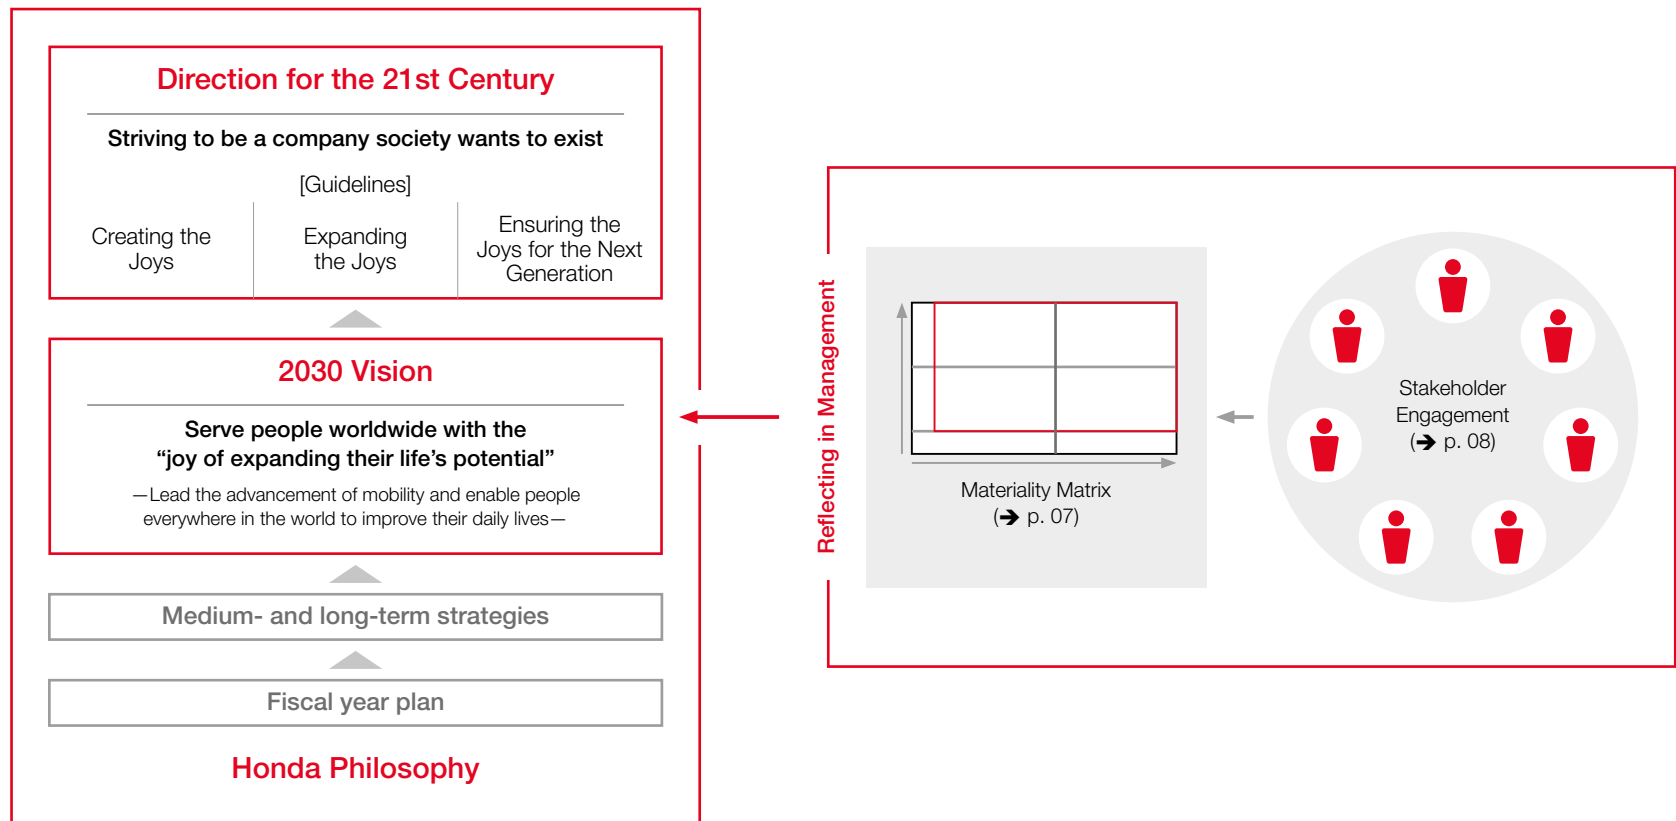 Direction for the 21st Century
Striving to be a company society wants to exist
[Guidelines]
Creating the
Joys
Expanding
the Joys
Ensuring the
Joys for the Next
Generation
2030 Vision
Serve people worldwide with the
“joy of expanding their life’s potential”
—Lead the advancement of mobility and enable people
everywhere in the world to improve their daily lives—
Medium- and long-term strategies
Fiscal year plan
Honda Philosophy
Reflecting in Management
Materiality Matrix
(➔ p. 07)
Stakeholder
Engagement
(➔ p. 08)